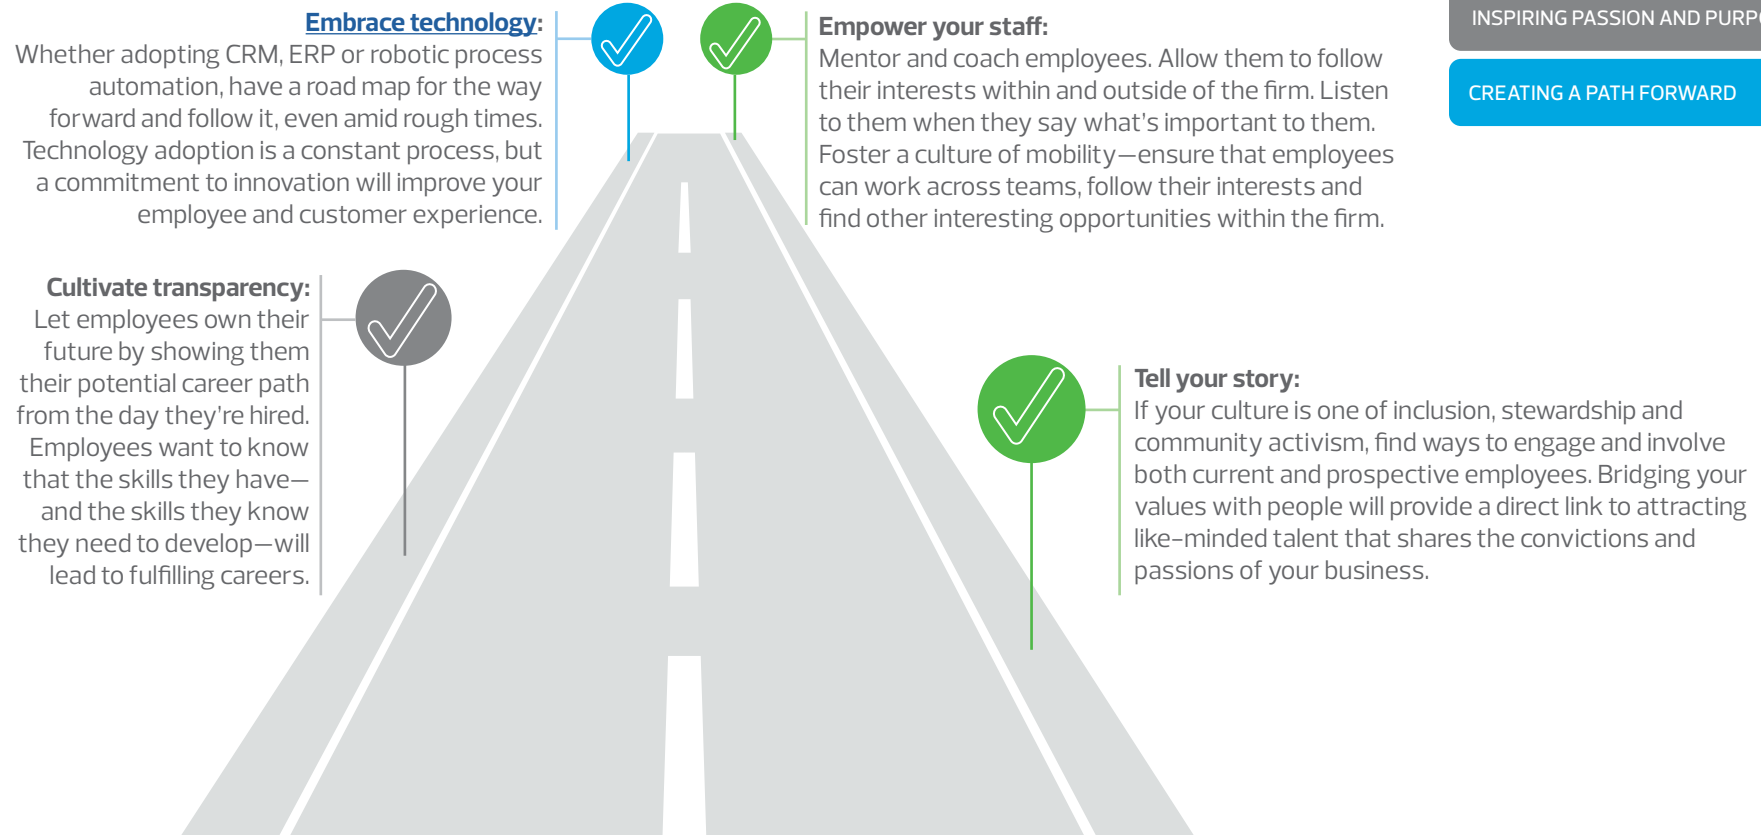 Embrace technology:
Whether adopting CRM, ERP or robotic process
automation, have a road map for the way
forward and follow it, even amid rough times.
Technology adoption is a constant process, but
a commitment to innovation will improve your
employee and customer experience.
Empower your staff:
Mentor and coach employees. Allow them to follow
their interests within and outside of the firm. Listen
to them when they say what's important to them.
Foster a culture of mobility—ensure that employees
can work across teams, follow their interests and
find other interesting opportunities within the firm.
INSPIRING PASSION AND
CREATING A PATH FORWARD
Cultivate transparency:
Let employees own their
future by showing them
their potential career path
from the day they're hired.
Employees want to know
that the skills they have—
and the skills they know
they need to develop—will
lead to fulfilling careers.
Tell your story:
If your culture is one of inclusion, stewardship and
community activism, find ways to engage and involve
both current and prospective employees. Bridging your
values with people will provide a direct link to attracting
like-minded talent that shares the convictions and
passions of your business.